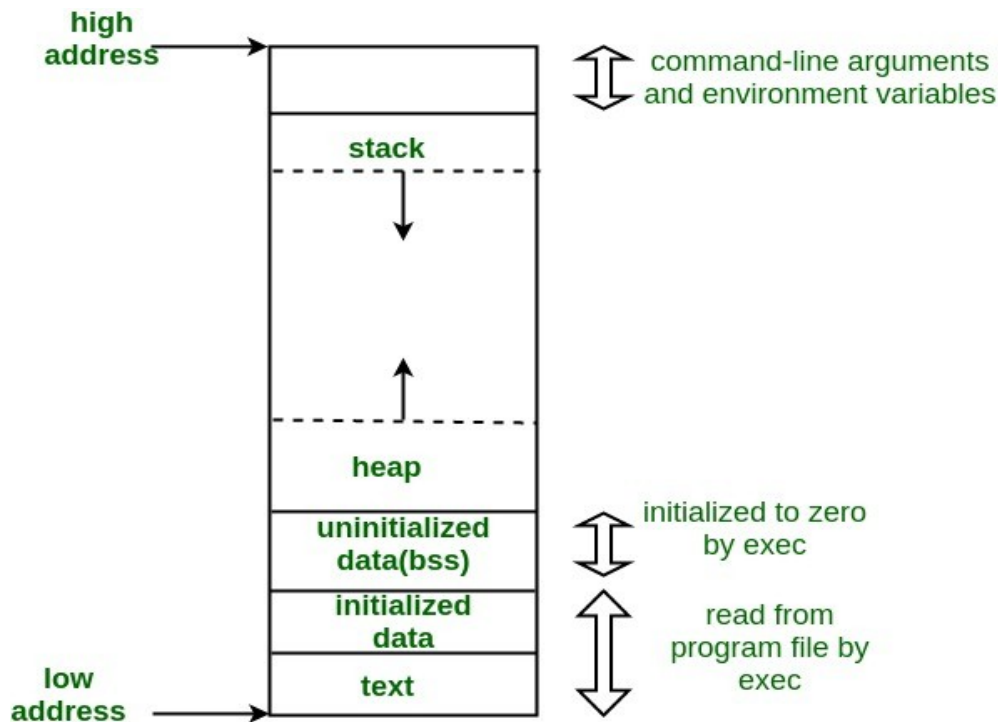 high
address
command-line arguments
and environment variables
stack
heap
uninitialized
data(bss)
initialized to zero
by exec
initialized
data
read from
program file by
exec
text
low
address